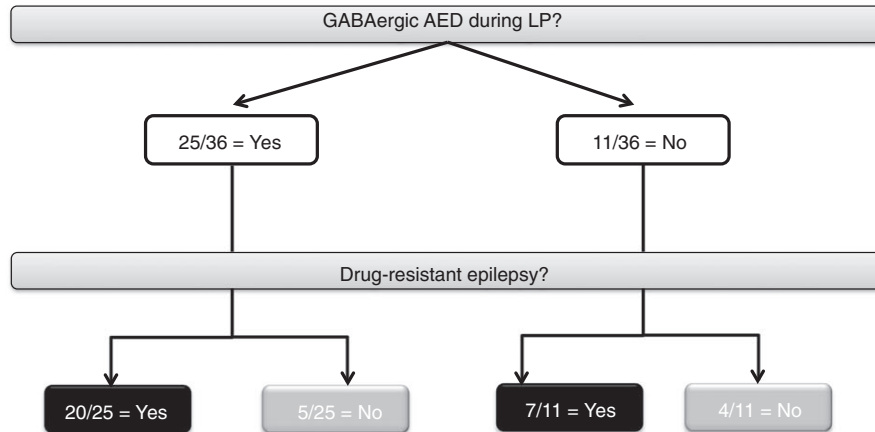 GABAergic AED during LP?
25/36 = Yes
11/36 = No
Drug-resistant epilepsy?
20/25 = Yes
5/25 = No
7/11 = Yes
4/11 = No